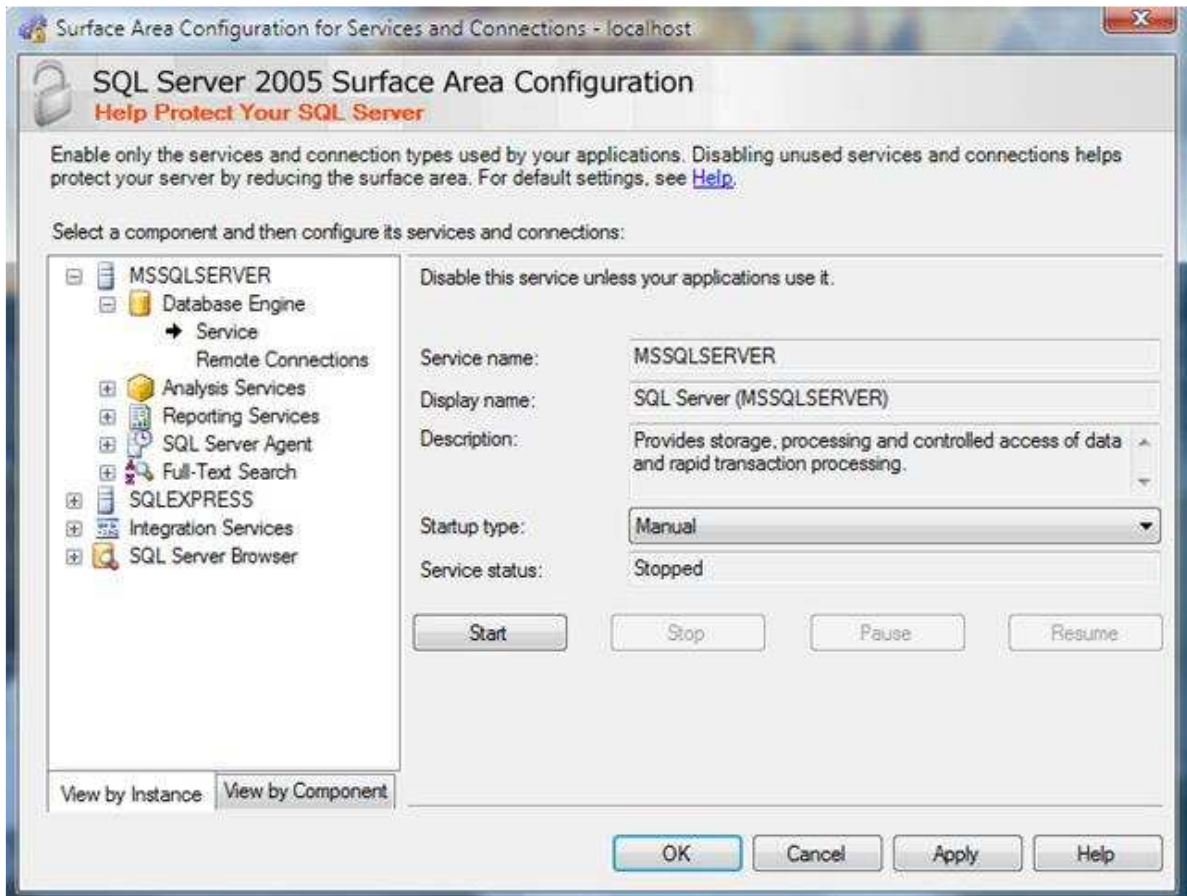 Surface Area Configuration for Services and Connections - localhost
SQL Server 2005 Surface Area Configuration
Help Protect Your SQL Server
Enable only the services and connection types used by your applications. Disabling unused services and connections helps
protect your server by reducing the surface area. For default settings, see Help.
Select a component and then configure its services and connections:
MSSQLSERVER
Database Engine
Service
Remote Connections
Analysis Services
Reporting Services
SQL Server Agent
Full-Text Search
SQLEXPRESS
Integration Services
SQL Server Browser
View by Instance
View by Component
Disable this service unless your applications use it.
Service name: MSSQLSERVER
Display name: SQL Server (MSSQLSERVER)
Description: Provides storage, processing and controlled access of data
and rapid transaction processing.
Startup type: Manual
Service status: Stopped
Start Stop Pause Resume
OK Cancel Apply Help